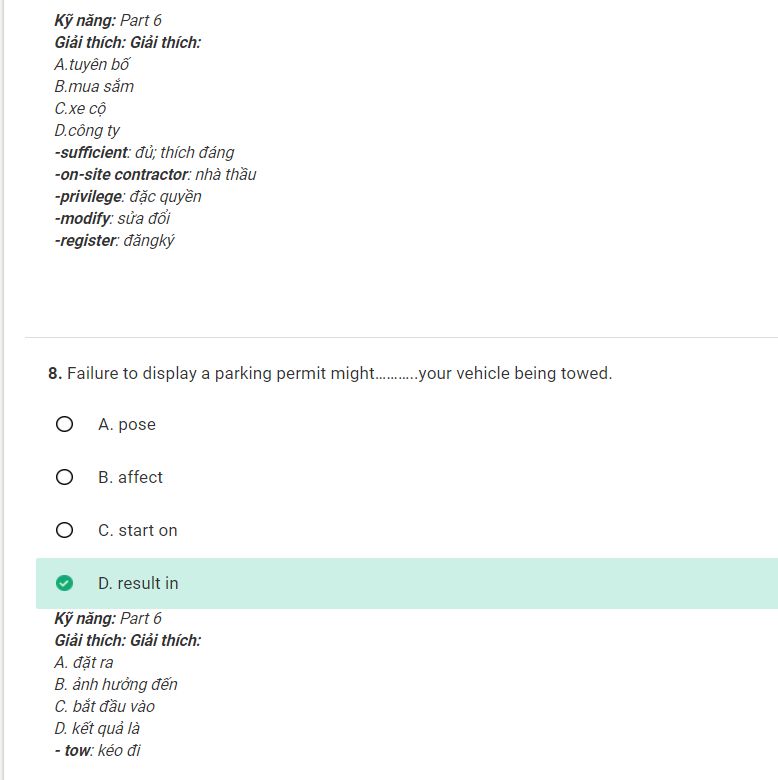 Kỹ năng: Part 6
Giải thích: Giải thích:
A.tuyên bố
B.mua sắm
C.xe cộ
D.công ty
-sufficient: đủ; thích đáng
-on-site contractor: nhà thầu
-privilege: đặc quyền
-modify: sửa đổi
-register: đăngký
8. Failure to display a parking permit might...........your vehicle being towed.
A. pose
B. affect
C. start on
D. result in
Kỹ năng: Part 6
Giải thích: Giải thích:
A. đặt ra
B. ảnh hưởng đến
C. bắt đầu vào
D. kết quả là
- tow: kéo đi